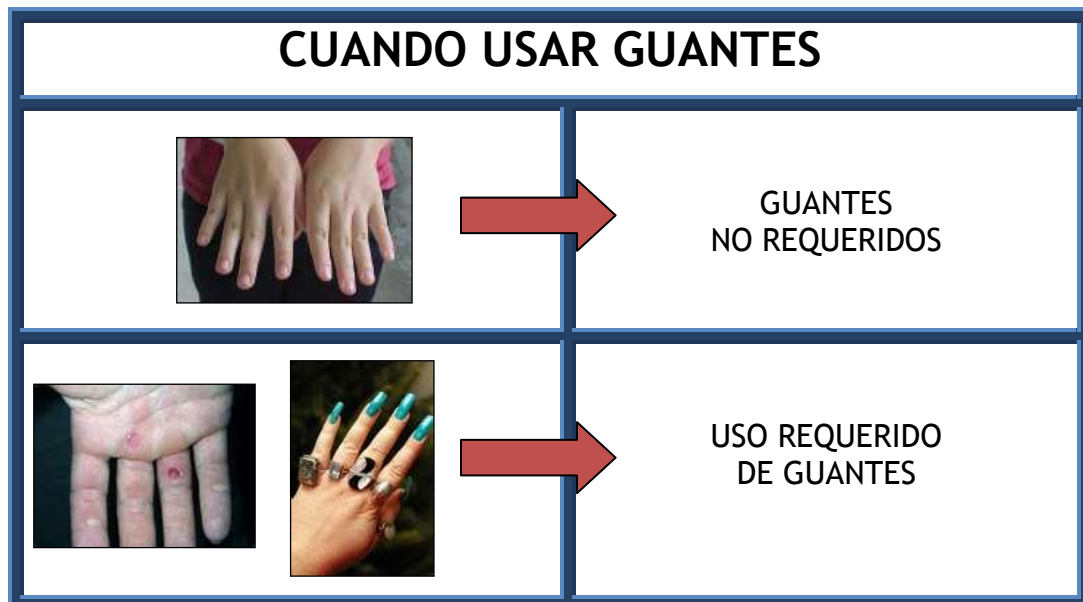 CUANDO USAR GUANTES
GUANTES
NO REQUERIDOS
USO REQUERIDO
DE GUANTES